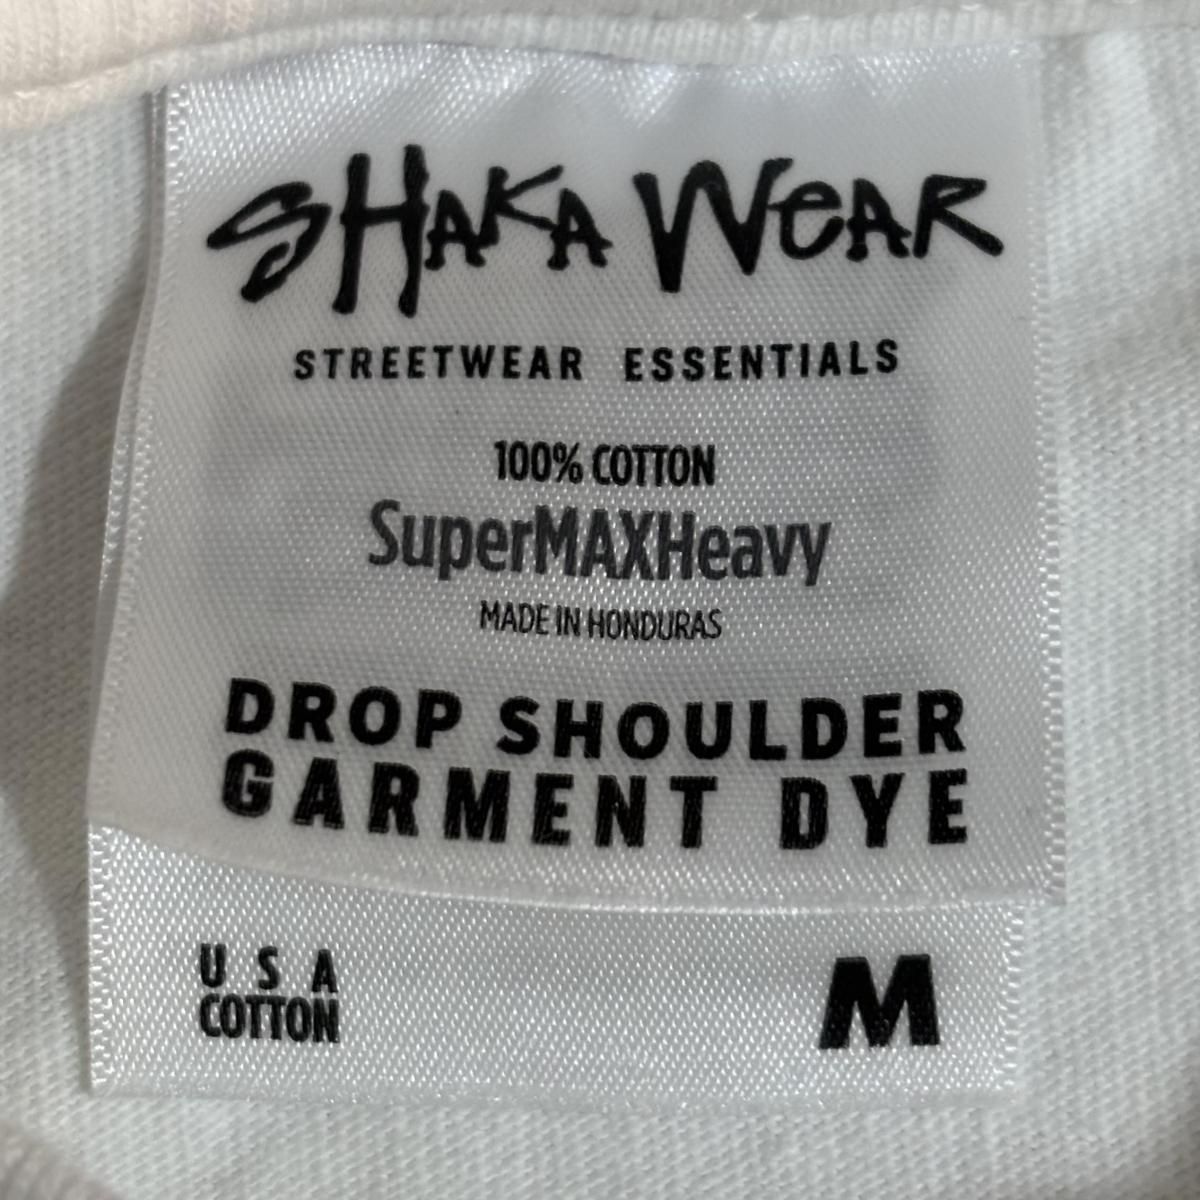 SHAKA WEAR
STREETWEAR ESSENTIALS
100% COTTON
SuperMAXHeavy
MADE IN HONDURAS
DROP SHOULDER
GARMENT DYE
USA
COTTON
M